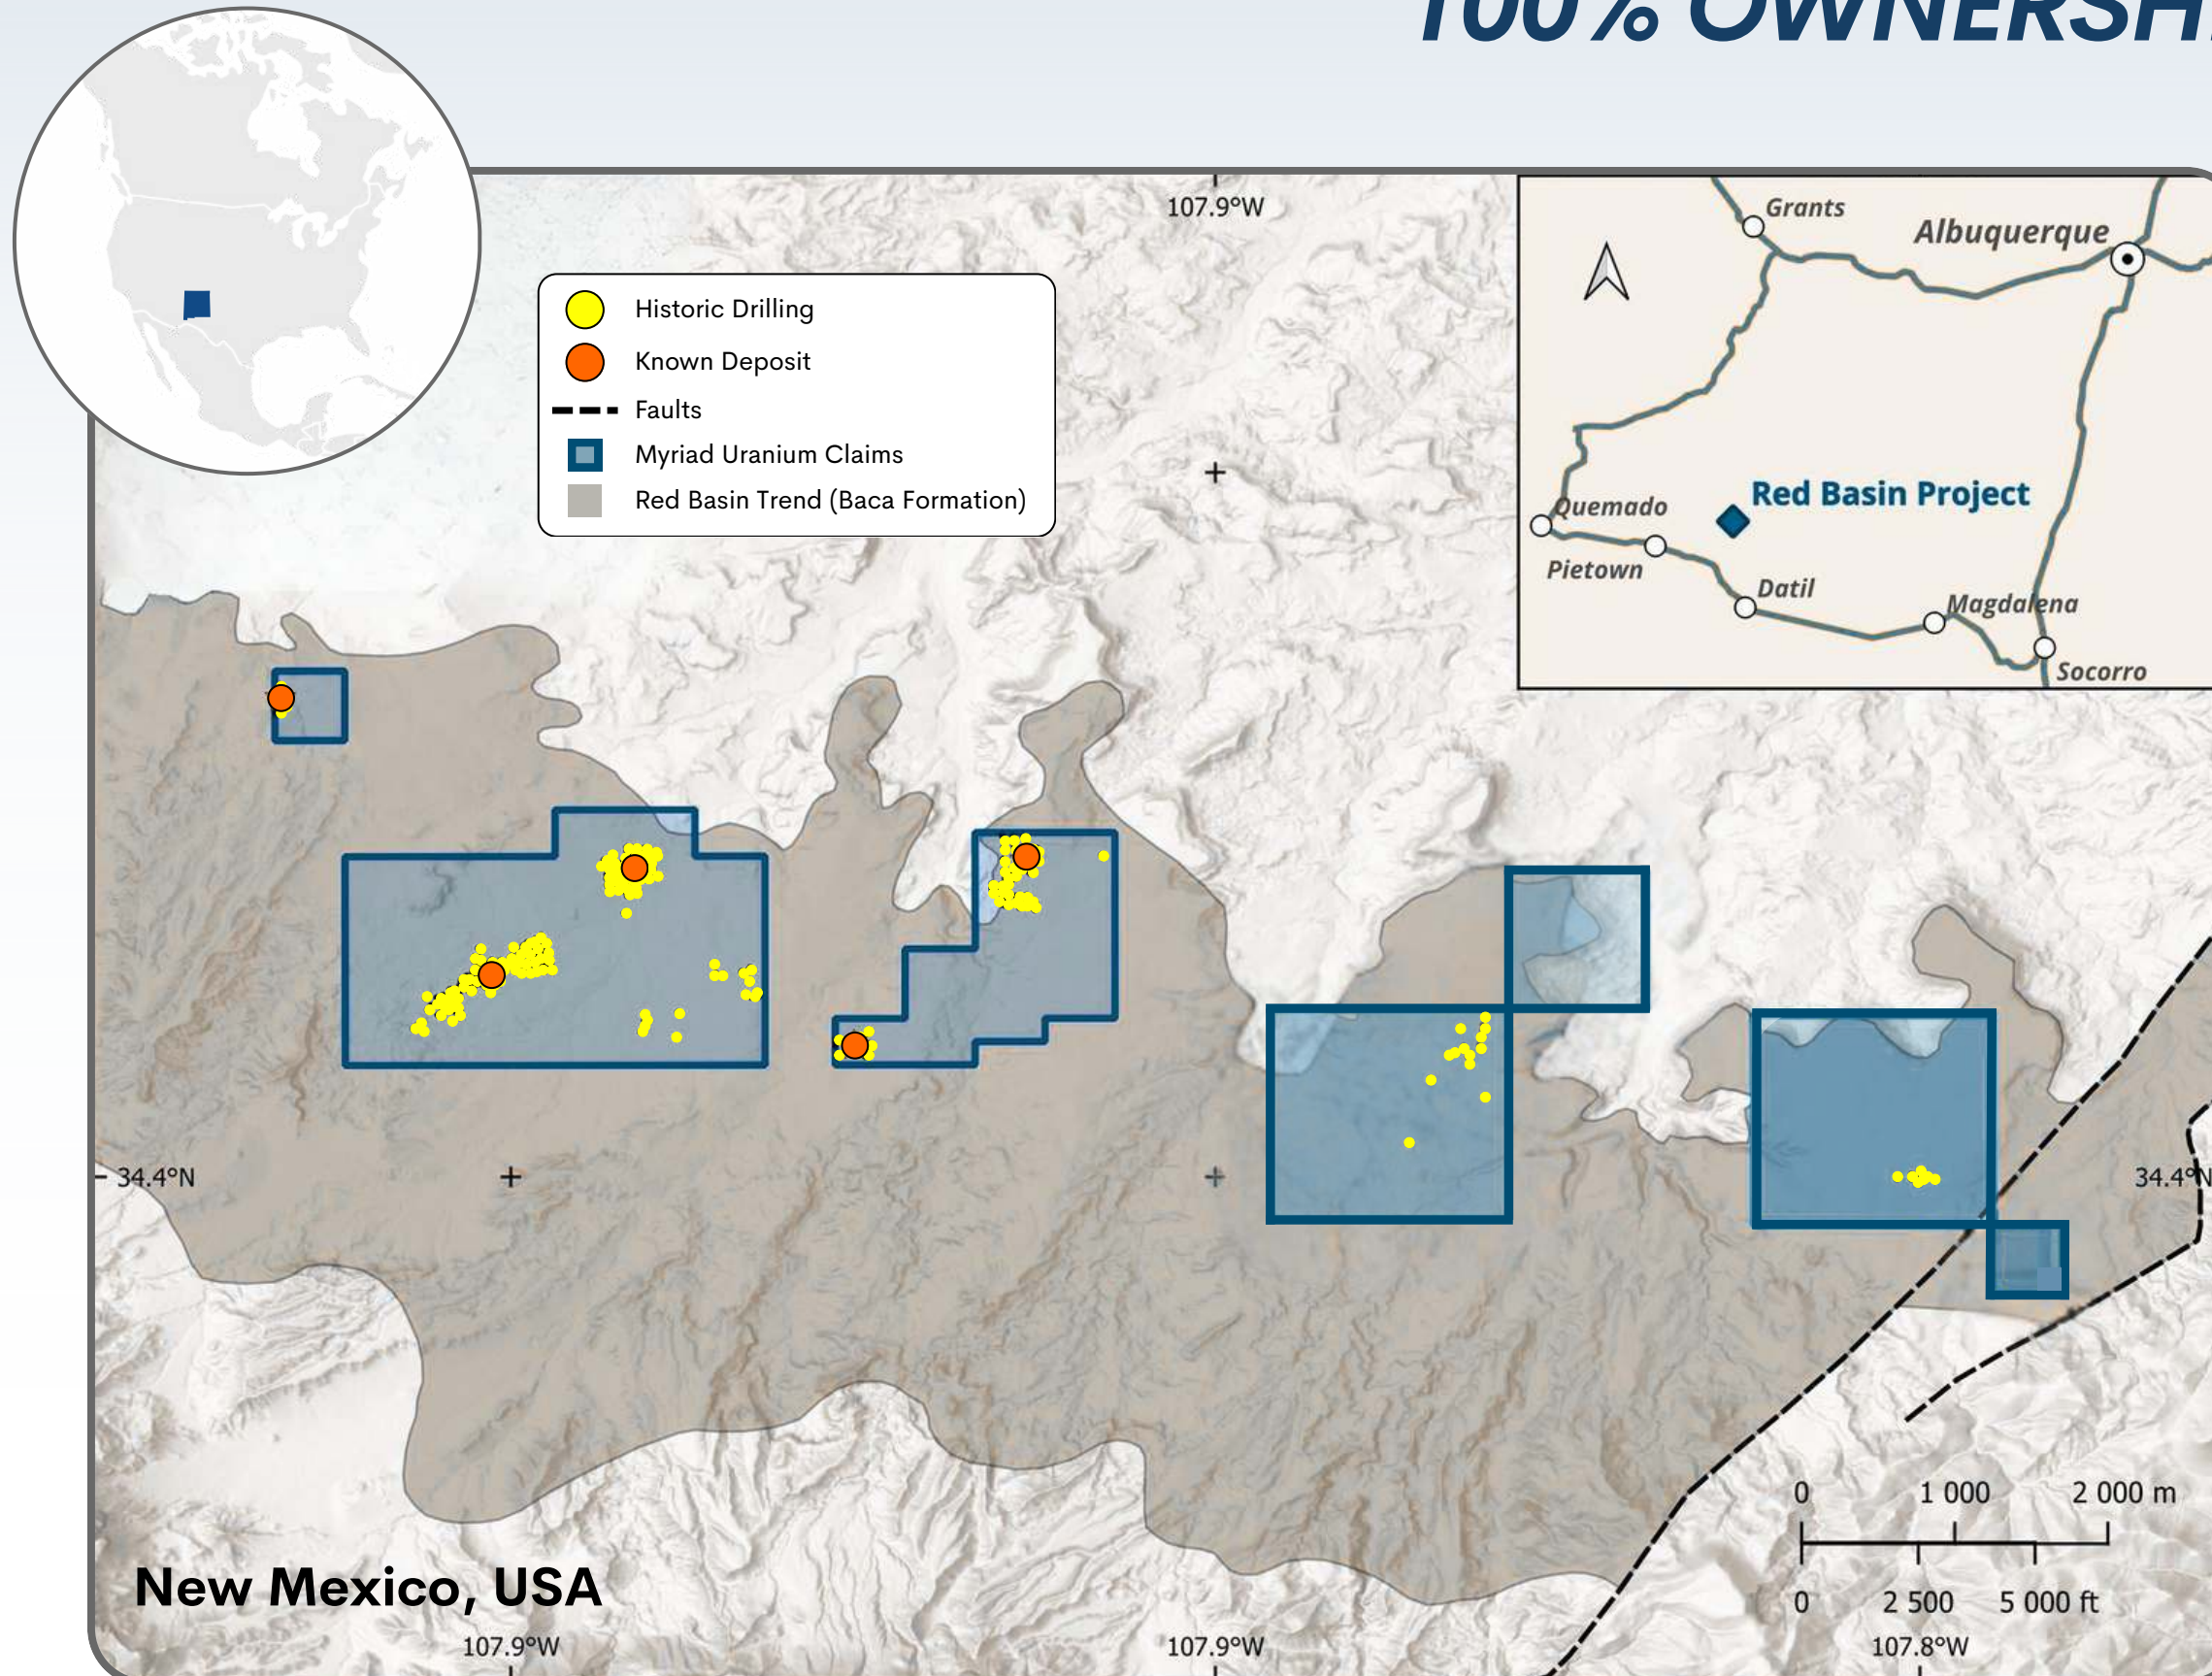 107.9°W
Grants
Albuquerque
Historic Drilling
Known Deposit
Faults
Myriad Uranium Claims
Red Basin Trend (Baca Formation)
Red Basin Project
Quemado
Pietown
Datil
Magdalena
Socorro
34.4°N
34.4°N
0 1 000 2 000 m
0 2 500 5 000 ft
New Mexico, USA
107.9°W
107.9°W
107.8°W